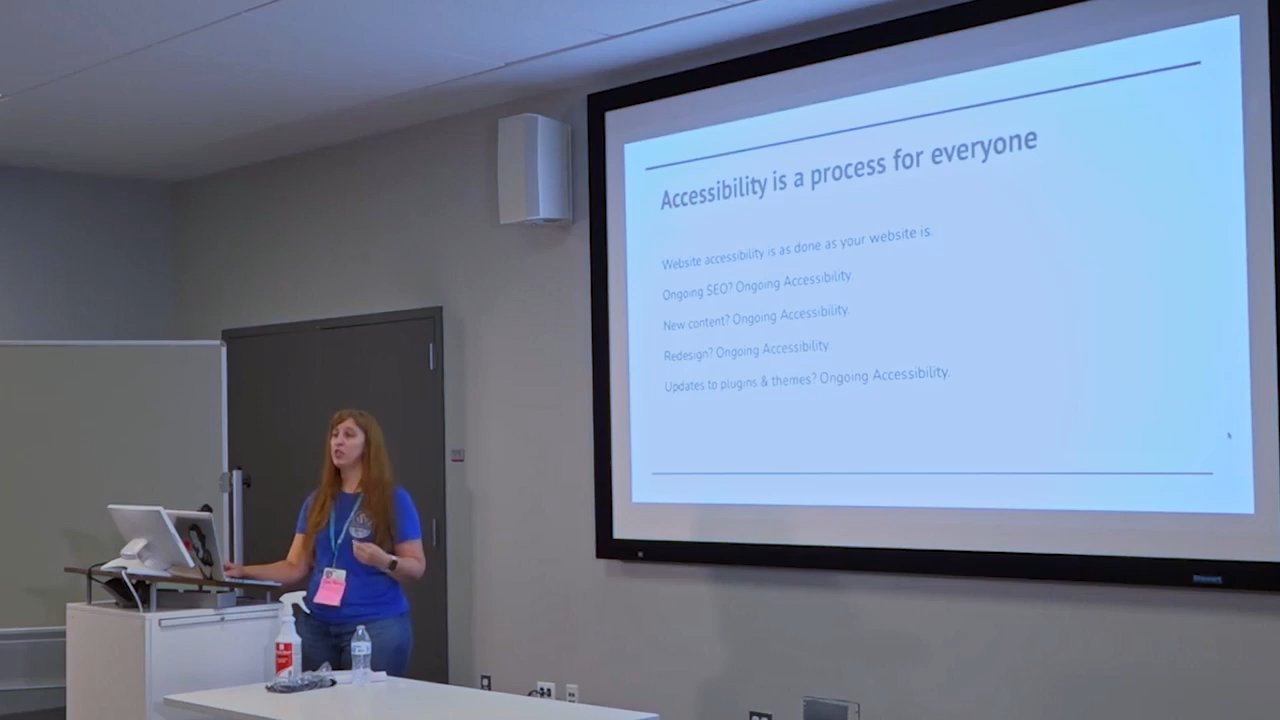 Accessibility is a process for everyone
Website accessibility is as done as your website is.
Ongoing SEO? Ongoing Accessibility.
New content? Ongoing Accessibility.
Redesign? Ongoing Accessibility.
Updates to plugins & themes? Ongoing Accessibility.
Stewart